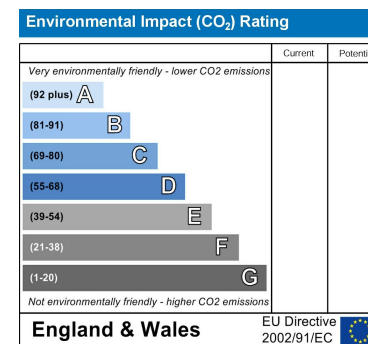 Environmental Impact (CO₂) Rating
Current Potenti
Very environmentally friendly - lower CO2 emissions
(92 plus) A
(81-91) B
(69-80) C
(55-68) D
(39-54) E
(21-38) F
(1-20) G
Not environmentally friendly - higher CO2 emissions
England & Wales
EU Directive
2002/91/EC